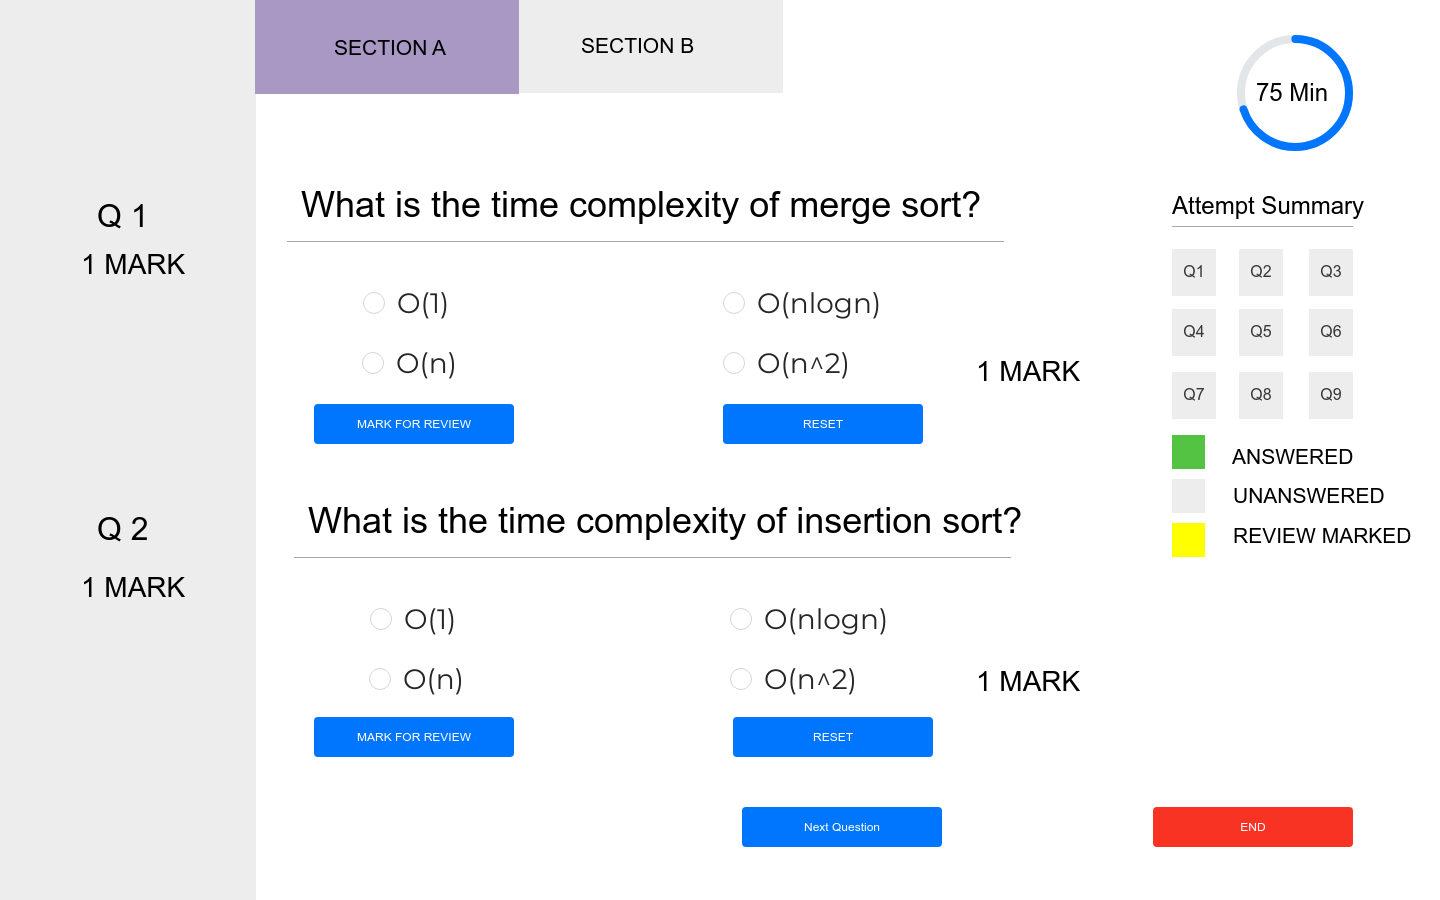 SECTION A
SECTION B
75 Min
Q 1
1 MARK
What is the time complexity of merge sort?
O(1)
O(nlogn)
O(n)
O(n^2)
1 MARK
MARK FOR REVIEW
RESET
Q 2
1 MARK
What is the time complexity of insertion sort?
O(1)
O(nlogn)
O(n)
O(n^2)
1 MARK
MARK FOR REVIEW
RESET
Next Question
Attempt Summary
Q1 Q2 Q3
Q4 Q5 Q6
Q7 Q8 Q9
ANSWERED
UNANSWERED
REVIEW MARKED
END